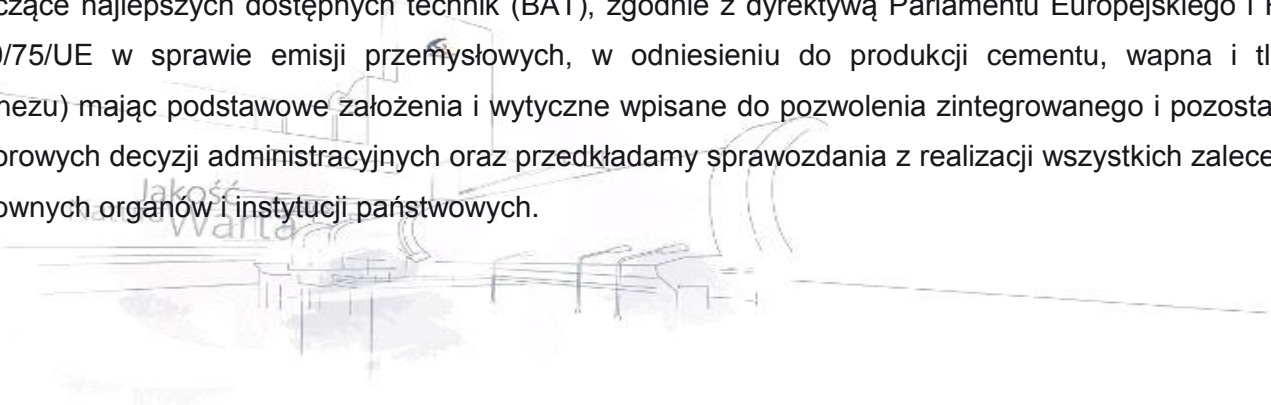 czące najlepszych dostępnych technik (BAT), zgodnie z dyrektywą Parlamentu Europejskiego i
0/75/UE w sprawie emisji przemysłowych, w odniesieniu do produkcji cementu, wapna i tl
nezu) mając podstawowe założenia i wytyczne wpisane do pozwolenia zintegrowanego i pozosta
orowych decyzji administracyjnych oraz przedkładamy sprawozdania z realizacji wszystkich zalece
ownych organów i instytucji państwowych.
Jakość
Warta